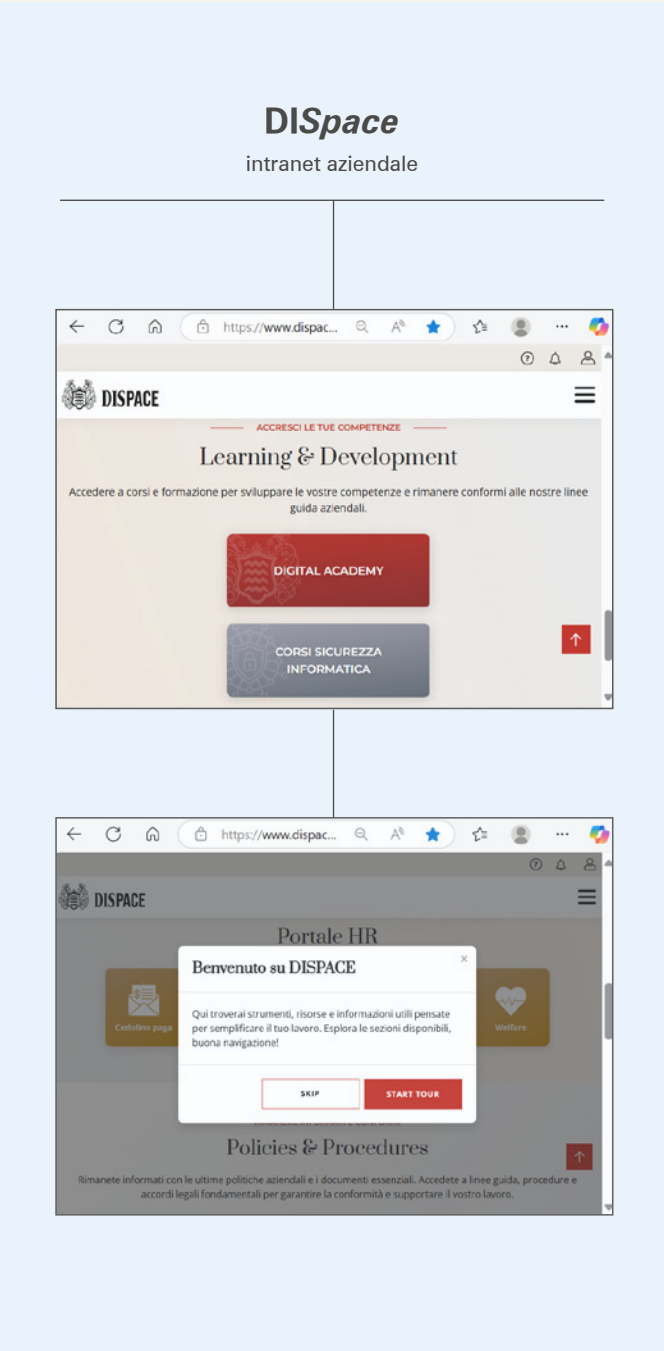 DISpace
intranet aziendale
https://www.dispac...
DISPACE
ACCRESCI LE TUE COMPETENZE
Learning & Development
Accedere a corsi e formazione per sviluppare le vostre competenze e rimanere conformi alle nostre linee
guida aziendali.
DIGITAL ACADEMY
CORSI SICUREZZA
INFORMATICA
https://www.dispac...
DISPACE
Portale HR
Benvenuto su DISPACE
Qui troverai strumenti, risorse e informazioni utili pensate
per semplificare il tuo lavoro. Esplora le sezioni disponibili,
buona navigazione!
Cedolino paga
Welfare
SKIP
START TOUR
Policies & Procedures
Rimanete informati con le ultime politiche aziendali e i documenti essenziali. Accedete a linee guida, procedure e
accordi legali fondamentali per garantire la conformità e supportare il vostro lavoro.